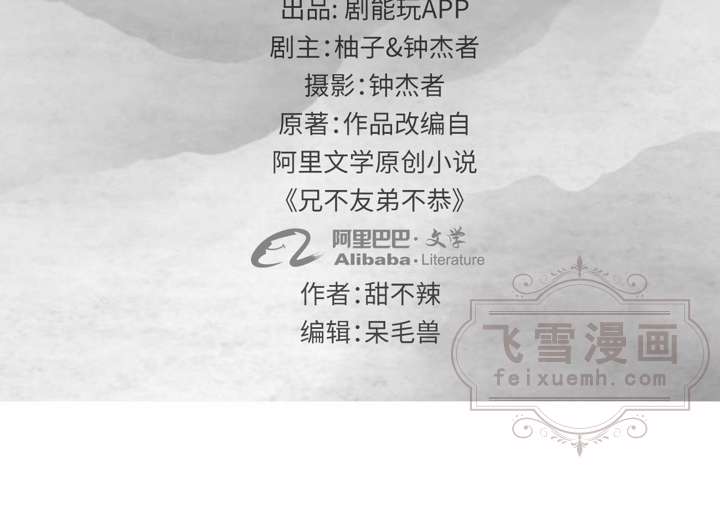 出品: 剧能玩APP
剧主:柚子&钟杰者
摄影:钟杰者
原著:作品改编自
阿里文学原创小说
《兄不友弟不恭》
阿里巴巴·文学
Alibaba·Literature
作者:甜不辣
编辑:呆毛兽
飞雪漫画
feixuemh.com